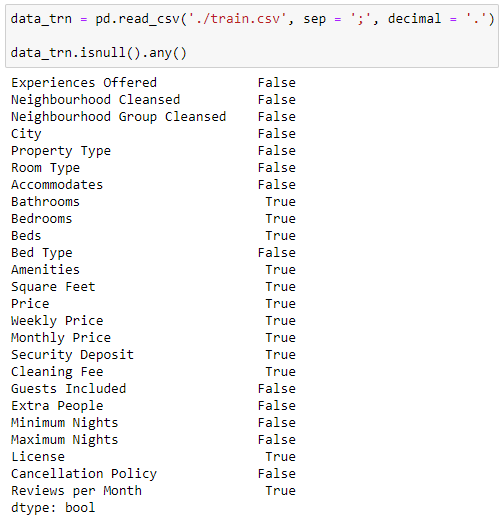 data_trn = pd.read_csv('./train.csv', sep = ';', decimal = '.')
data_trn.isnull().any()
Experiences Offered False
Neighbourhood Cleansed False
Neighbourhood Group Cleansed False
City False
Property Type False
Room Type False
Accommodates False
Bathrooms True
Bedrooms True
Beds True
Bed Type False
Amenities True
Square Feet True
Price True
Weekly Price True
Monthly Price True
Security Deposit True
Cleaning Fee True
Guests Included False
Extra People False
Minimum Nights False
Maximum Nights False
License True
Cancellation Policy False
Reviews per Month True
dtype: bool